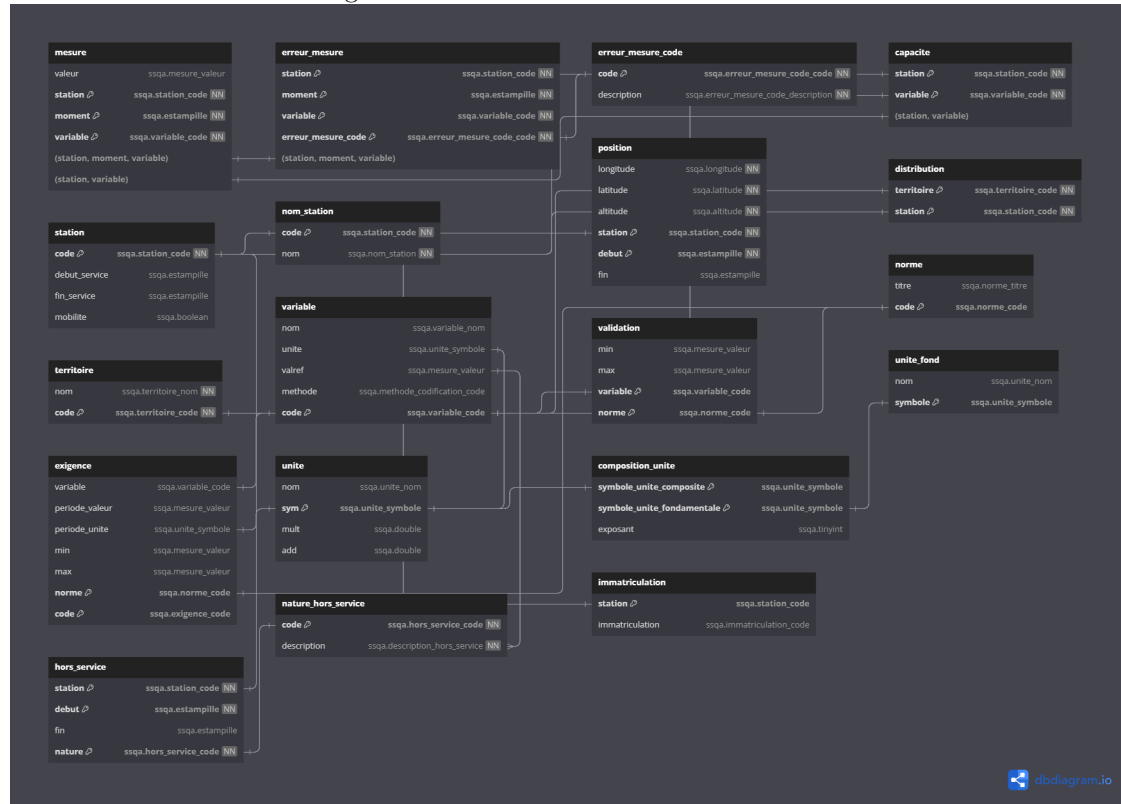 mesure
valeur ssqa.mesure_valeur
station ssqa.station_code NN
moment ssqa.estampille NN
variable ssqa.variable_code NN
(station, moment, variable)
(station, variable)
erreur_mesure
station ssqa.station_code NN
moment ssqa.estampille NN
variable ssqa.variable_code NN
erreur_mesure_code ssqa.erreur_mesure_code_code NN
(station, moment, variable)
erreur_mesure_code
code ssqa.erreur_mesure_code_code NN
description ssqa.erreur_mesure_code_description NN
capacite
station ssqa.station_code NN
variable ssqa.variable_code NN
(station, variable)
position
longitude ssqa.longitude NN
latitude ssqa.latitude NN
altitude ssqa.altitude NN
station ssqa.station_code NN
debut ssqa.estampille NN
fin ssqa.estampille
distribution
territoire ssqa.territoire_code NN
station ssqa.station_code NN
station
code ssqa.station_code NN
debut_service ssqa.estampille
fin_service ssqa.estampille
mobilite ssqa.boolean
nom_station
code ssqa.station_code NN
nom ssqa.nom_station NN
norme
titre ssqa.norme_titre
code ssqa.norme_code
variable
nom ssqa.variable_nom
unite ssqa.unite_symbole
valref ssqa.mesure_valeur
methode ssqa.methode_codification_code
code ssqa.variable_code
validation
min ssqa.mesure_valeur
max ssqa.mesure_valeur
variable ssqa.variable_code
norme ssqa.norme_code
unite_fond
nom ssqa.unite_nom
symbole ssqa.unite_symbole
territoire
nom ssqa.territoire_nom NN
code ssqa.territoire_code NN
exigence
variable ssqa.variable_code
periode_valeur ssqa.mesure_valeur
periode_unite ssqa.unite_symbole
min ssqa.mesure_valeur
max ssqa.mesure_valeur
norme ssqa.norme_code
code ssqa.exigence_code
unite
nom ssqa.unite_nom
sym ssqa.unite_symbole
mult ssqa.double
add ssqa.double
composition_unite
symbole_unite_composite ssqa.unite_symbole
symbole_unite_fondamentale ssqa.unite_symbole
exposant ssqa.tinyint
immatriculation
station ssqa.station_code
immatriculation ssqa.immatriculation_code
nature_hors_service
code ssqa.hors_service_code NN
description ssqa.description_hors_service NN
hors_service
station ssqa.station_code NN
debut ssqa.estampille NN
fin ssqa.estampille
nature ssqa.hors_service_code NN
dbdiagram.io